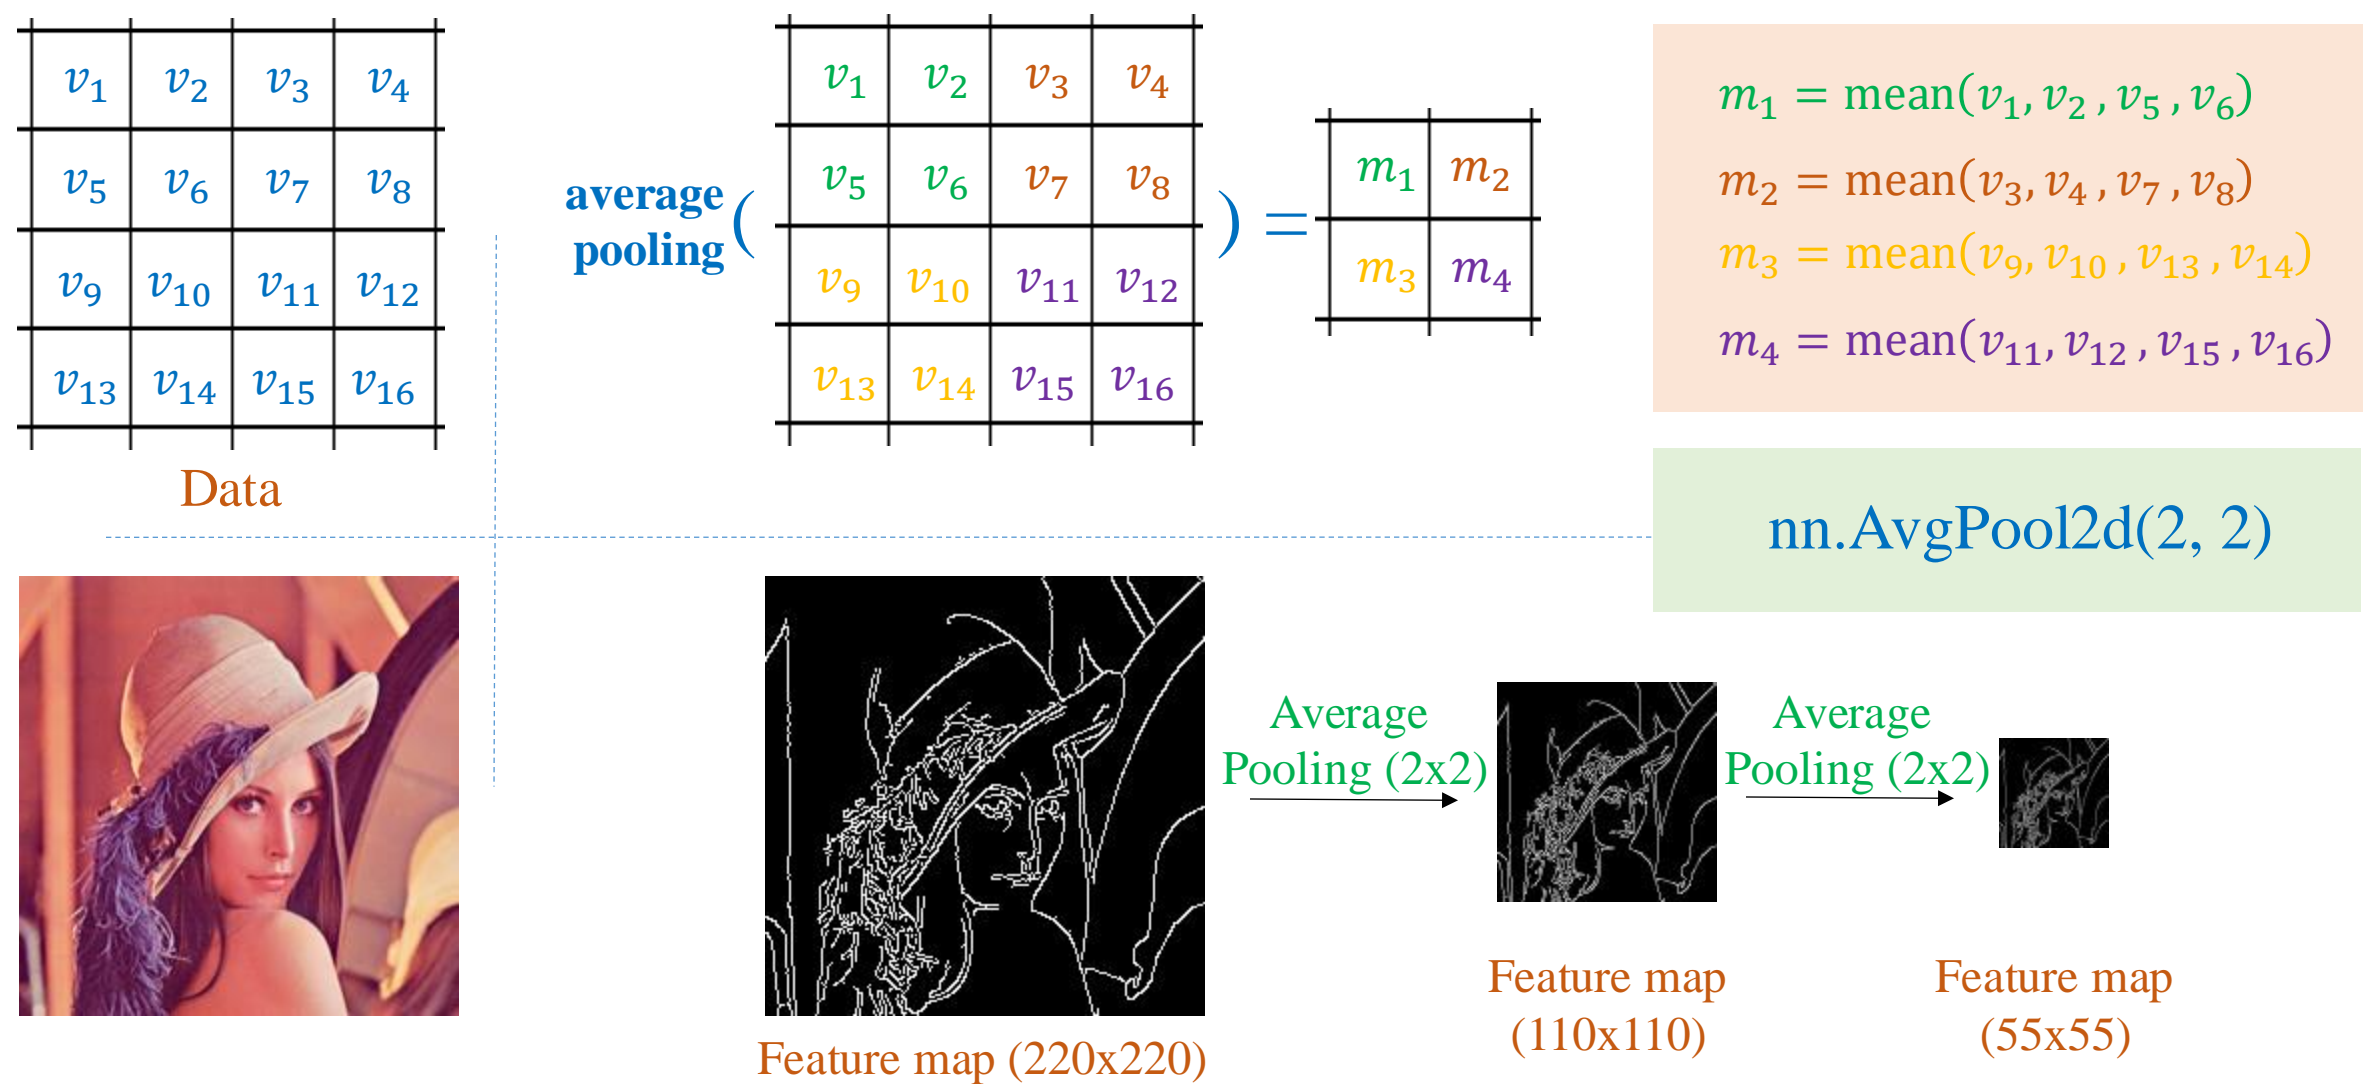 v₁ v₂ v₃ v₄
v₅ v₆ v₇ v₈
v₉ v₁₀ v₁₁ v₁₂
v₁₃ v₁₄ v₁₅ v₁₆
Data
average
pooling
(
v₁ v₂ v₃ v₄
v₅ v₆ v₇ v₈
v₉ v₁₀ v₁₁ v₁₂
v₁₃ v₁₄ v₁₅ v₁₆
) =
m₁ m₂
m₃ m₄
m₁ = mean(v₁, v₂ , v₅ , v₆)
m₂ = mean(v₃, v₄ , v₇ , v₈)
m₃ = mean(v₉, v₁₀ , v₁₃ , v₁₄)
m₄ = mean(v₁₁, v₁₂ , v₁₅ , v₁₆)
nn.AvgPool2d(2, 2)
Feature map (220x220)
Average
Pooling (2x2)
Feature map
(110x110)
Average
Pooling (2x2)
Feature map
(55x55)